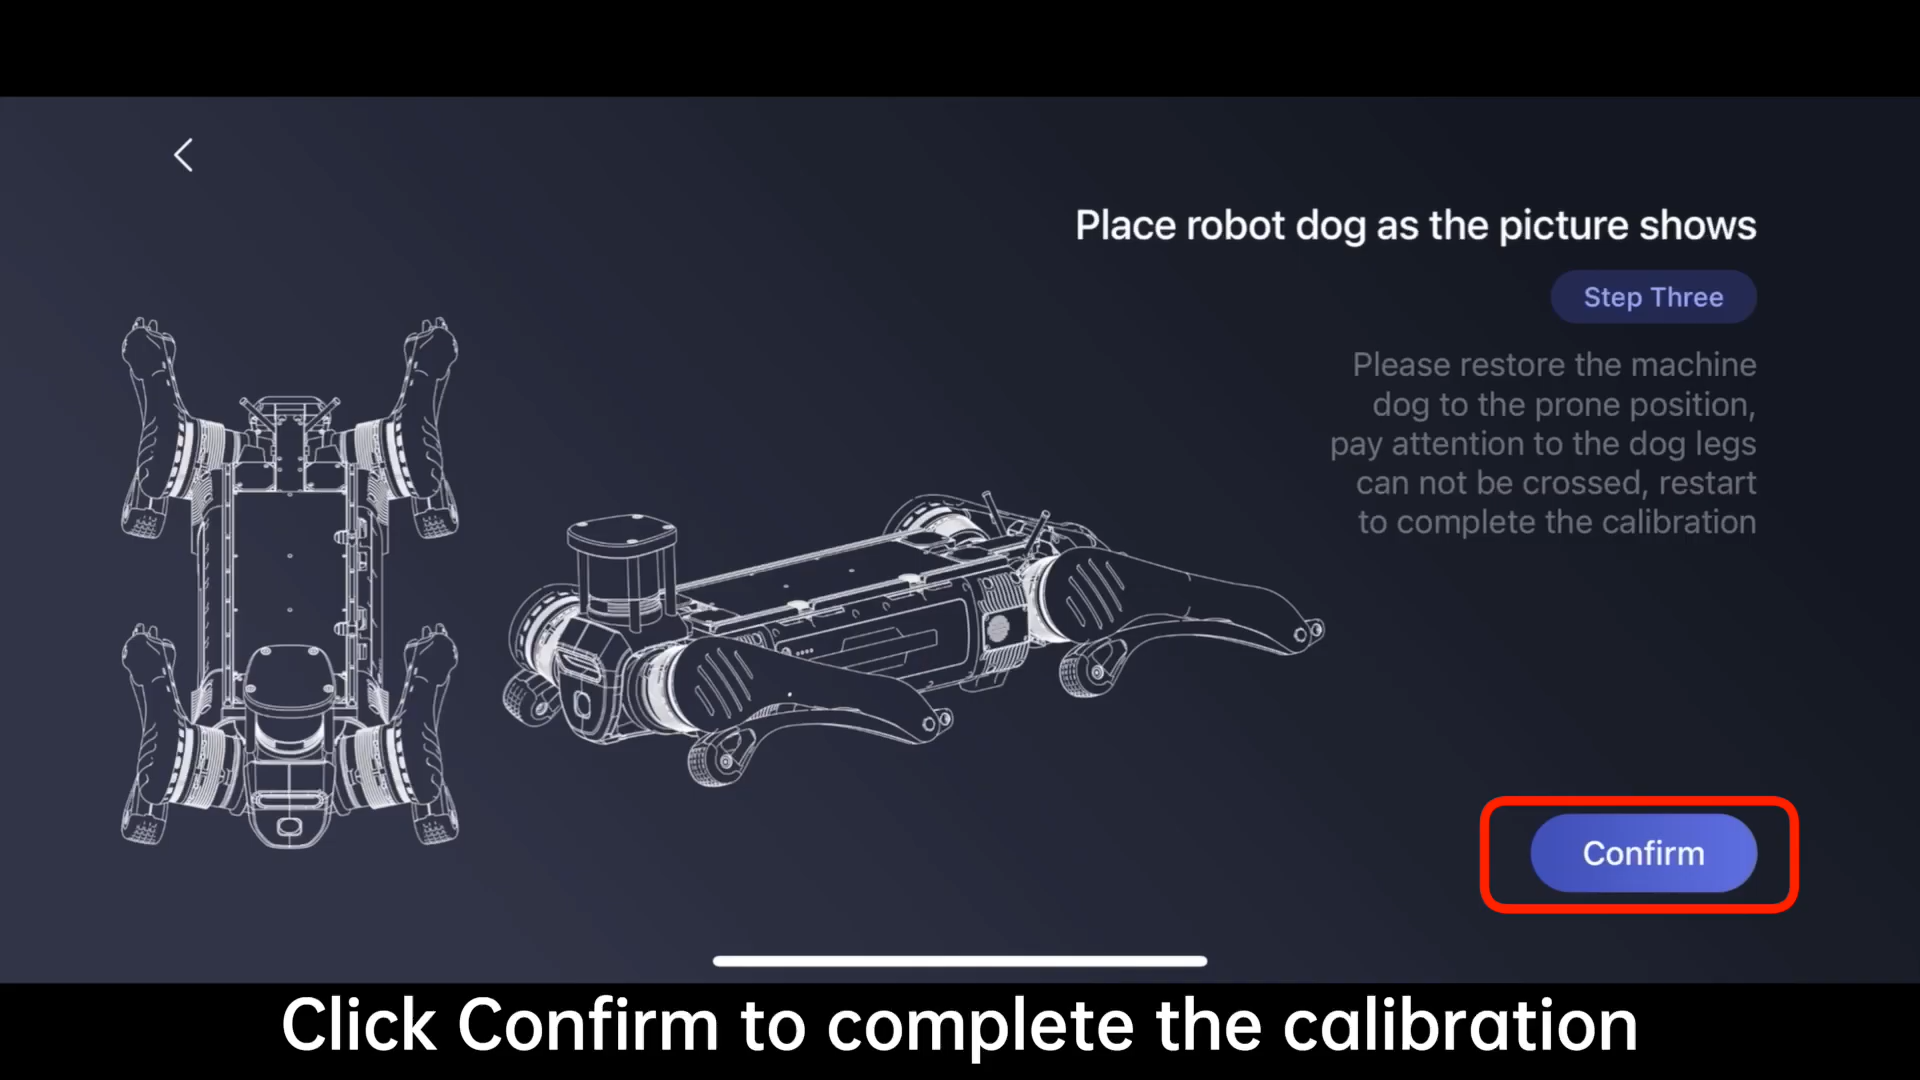 Place robot dog as the picture shows
Step Three
Please restore the machine
dog to the prone position,
pay attention to the dog legs
can not be crossed, restart
to complete the calibration
Confirm
Click Confirm to complete the calibration